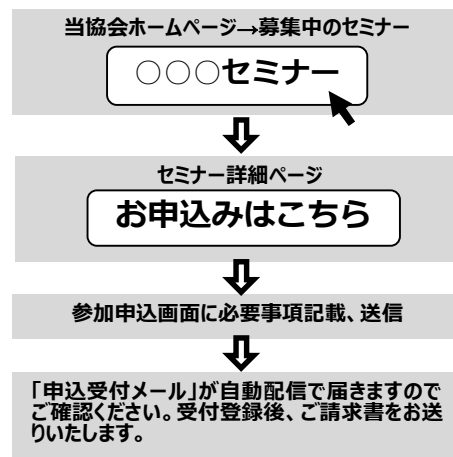 当協会ホームページ→募集中のセミナー
○○○セミナー
セミナー詳細ページ
お申込みはこちら
参加申込画面に必要事項記載、送信
「申込受付メール」が自動配信で届きますので
ご確認ください。受付登録後、ご請求書をお送
りいたします。